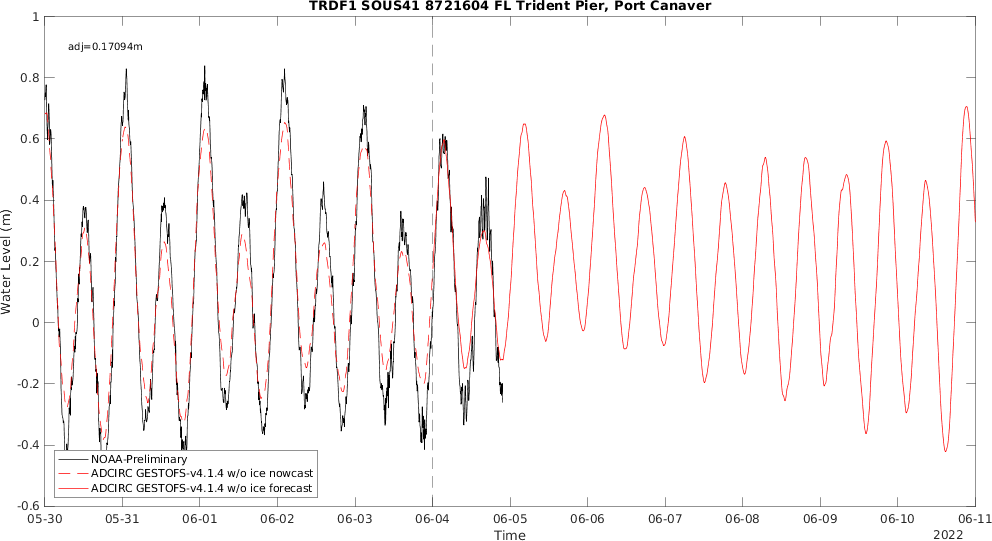 TRDF1 SOUS41 8721604 FL Trident Pier, Port Canaver
adj=0.17094m
1
0.8
0.6
0.4
0.2
0
-0.2
-0.4
-0.6
Water Level (m)
NOAA-Preliminary
ADCIRC GESTOFS-v4.1.4 w/o ice nowcast
ADCIRC GESTOFS-v4.1.4 w/o ice forecast
05-30 05-31 06-01 06-02 06-03 06-04 06-05 06-06 06-07 06-08 06-09 06-10 06-11
Time
2022